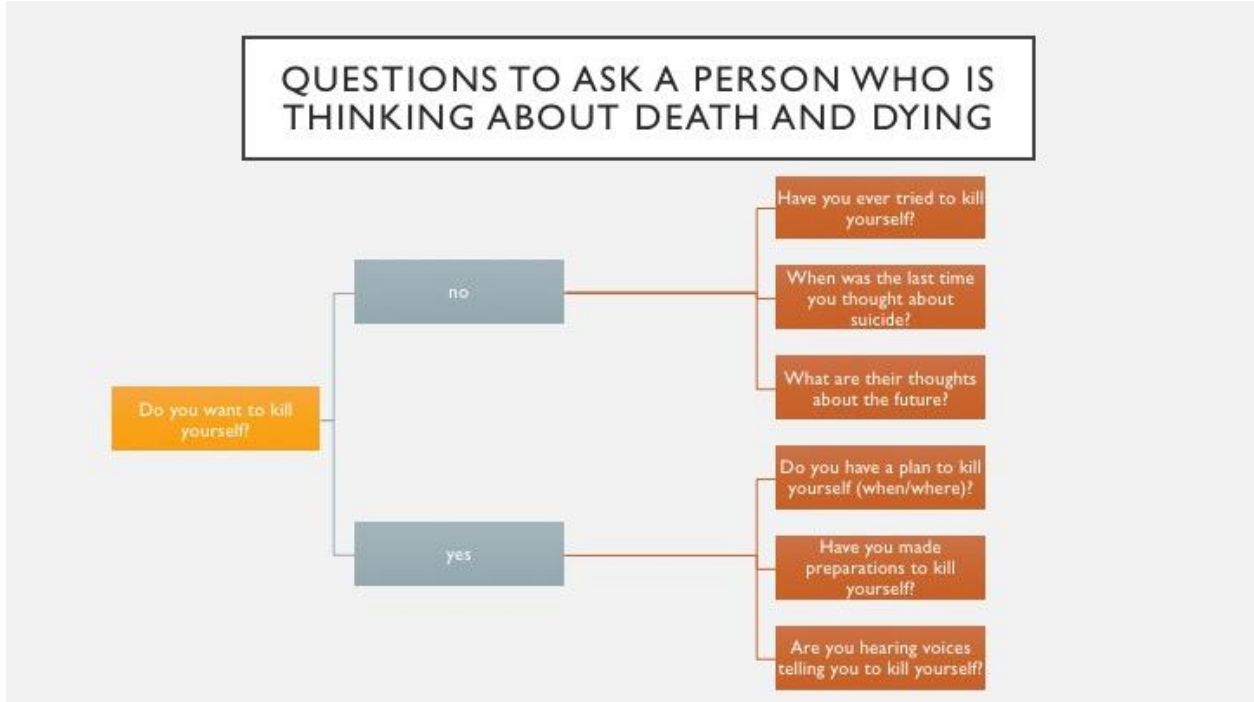 QUESTIONS TO ASK A PERSON WHO IS
THINKING ABOUT DEATH AND DYING
Do you want to kill
yourself?
no
Have you ever tried to kill
yourself?
When was the last time
you thought about
suicide?
What are their thoughts
about the future?
yes
Do you have a plan to kill
yourself (when/where)?
Have you made
preparations to kill
yourself?
Are you hearing voices
telling you to kill yourself?